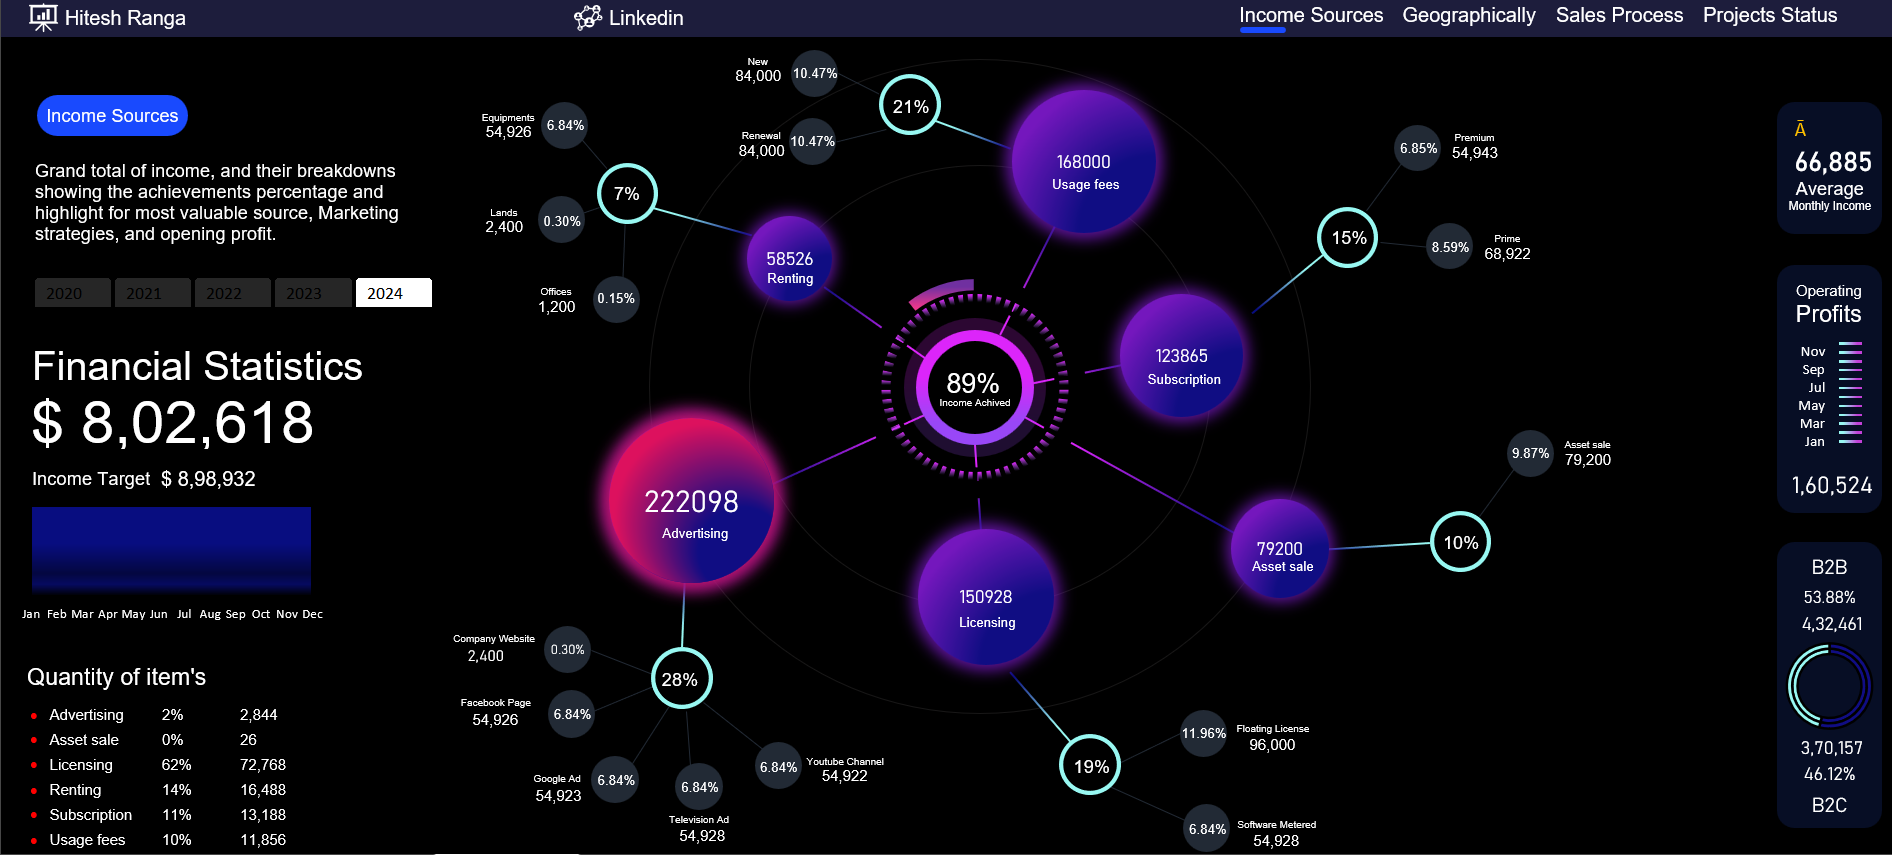 Hitesh Ranga
Linkedin
Income Sources
Geographically
Sales Process
Projects Status
Income Sources
Grand total of income, and their breakdowns
showing the achievements percentage and
highlight for most valuable source, Marketing
strategies, and opening profit.
2020
2021
2022
2023
2024
Financial Statistics
$ 8,02,618
Income Target $ 8,98,932
Jan Feb Mar Apr May Jun Jul Aug Sep Oct Nov Dec
Quantity of item's
Advertising 2% 2,844
Asset sale 0% 26
Licensing 62% 72,768
Renting 14% 16,488
Subscription 11% 13,188
Usage fees 10% 11,856
New
84,000
10.47%
Renewal
84,000
10.47%
21%
168000
Usage fees
Equipments
54,926
6.84%
Lands
2,400
0.30%
Offices
1,200
0.15%
7%
58526
Renting
Premium
54,943
6.85%
Prime
68,922
8.59%
15%
123865
Subscription
89%
Income Achived
222098
Advertising
28%
Company Website
2,400
0.30%
Facebook Page
54,926
6.84%
Google Ad
54,923
6.84%
Television Ad
54,928
6.84%
Youtube Channel
54,922
6.84%
150928
Licensing
19%
Floating License
96,000
11.96%
Software Metered
54,928
6.84%
79200
Asset sale
10%
Asset sale
79,200
9.87%
Ā
66,885
Average
Monthly Income
Operating
Profits
Nov
Sep
Jul
May
Mar
Jan
1,60,524
B2B
53.88%
4,32,461
3,70,157
46.12%
B2C